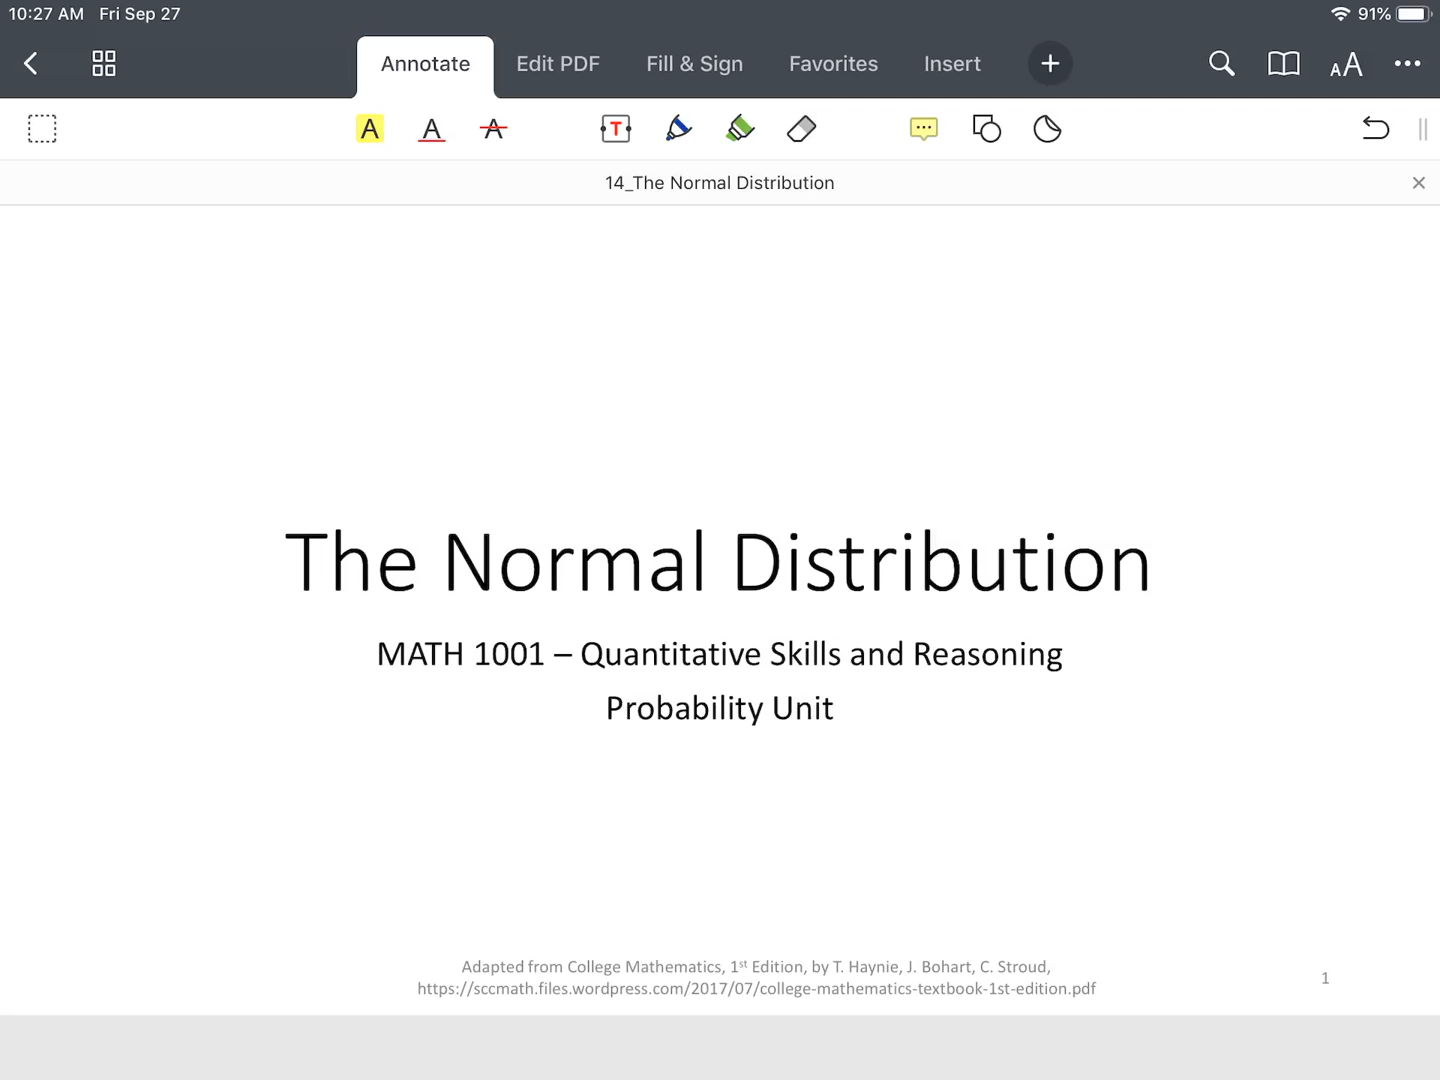 10:27 AM Fri Sep 27
91%
Annotate Edit PDF Fill & Sign Favorites Insert
AA
A A A T
14_The Normal Distribution
The Normal Distribution
MATH 1001 – Quantitative Skills and Reasoning
Probability Unit
Adapted from College Mathematics, 1st Edition, by T. Haynie, J. Bohart, C. Stroud,
https://sccmath.files.wordpress.com/2017/07/college-mathematics-textbook-1st-edition.pdf
1